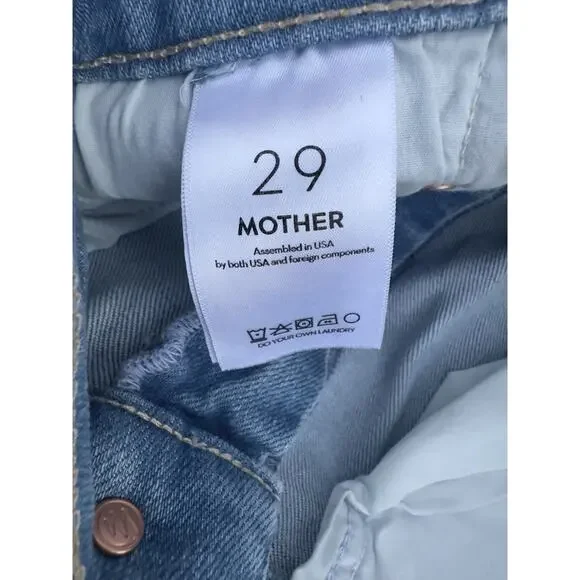 29
MOTHER
Assembled in USA
by both USA and foreign components
DO YOUR OWN LAUNDRY